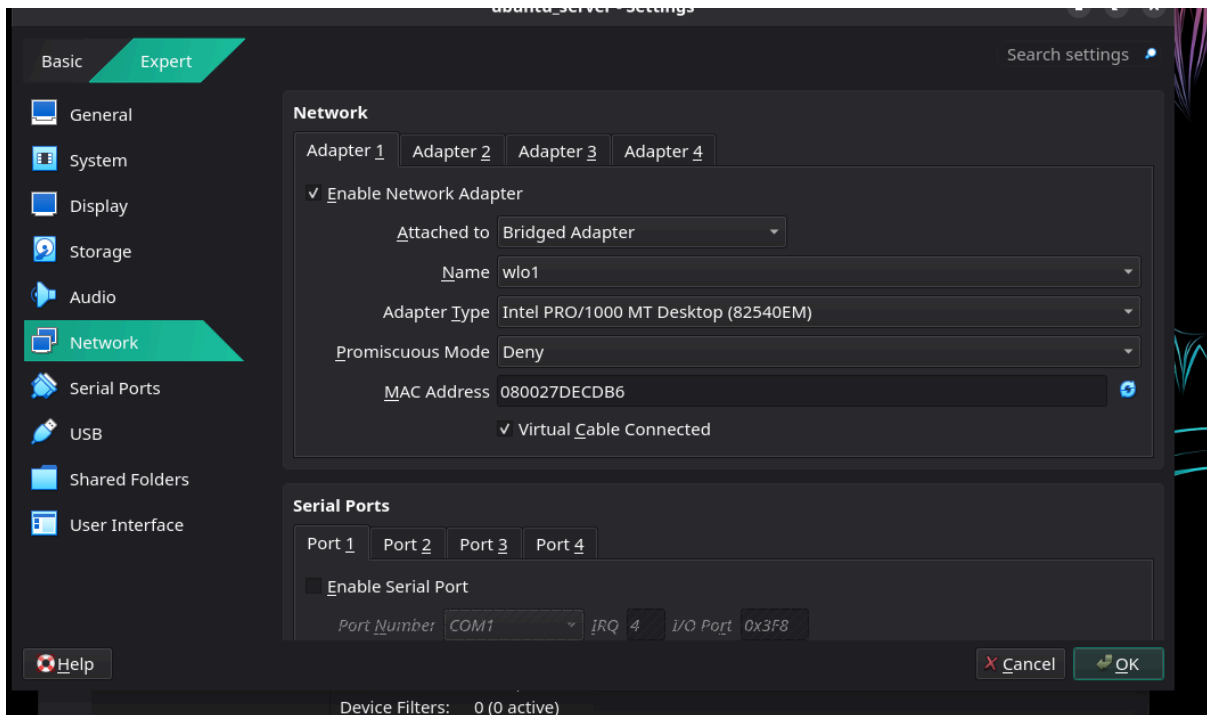 ubuntu_server - Settings
Basic
Expert
Search settings
General
System
Display
Storage
Audio
Network
Serial Ports
USB
Shared Folders
User Interface
Network
Adapter 1 Adapter 2 Adapter 3 Adapter 4
Enable Network Adapter
Attached to Bridged Adapter
Name wlo1
Adapter Type Intel PRO/1000 MT Desktop (82540EM)
Promiscuous Mode Deny
MAC Address 080027DECDB6
Virtual Cable Connected
Serial Ports
Port 1 Port 2 Port 3 Port 4
Enable Serial Port
Port Number COM1 IRQ 4 I/O Port 0x3F8
Help
Cancel
OK
Device Filters: 0 (0 active)